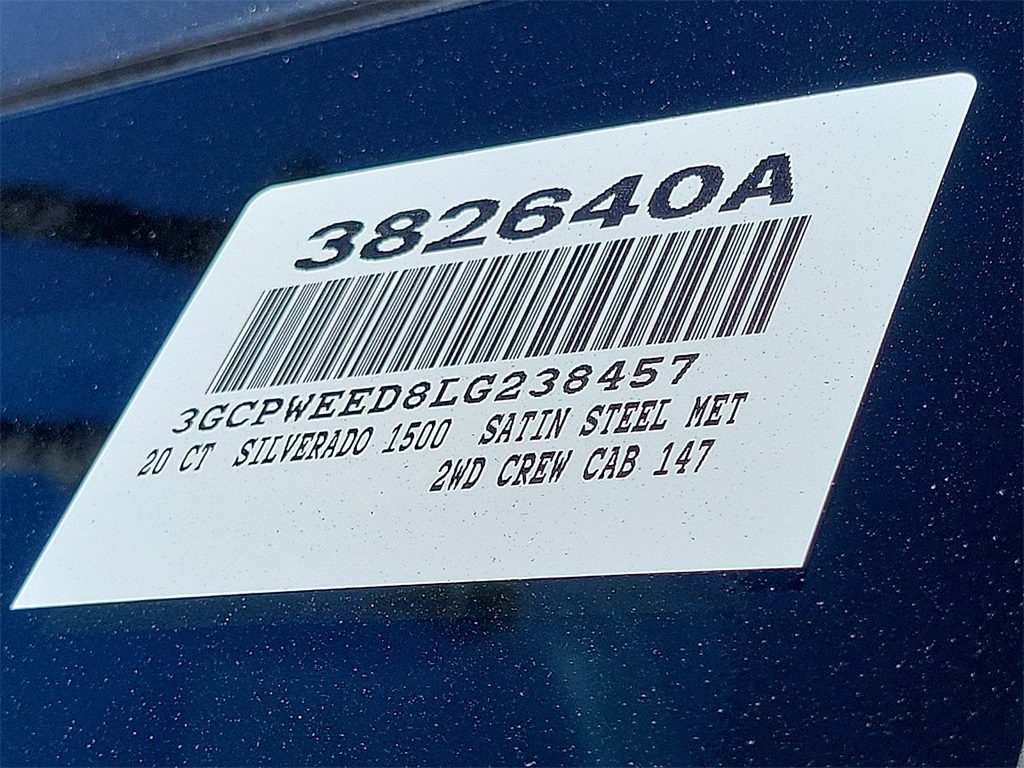 382640A
3GCPWEED8LG238457
20 CT SILVERADO 1500 SATIN STEEL MET
2WD CREW CAB 147